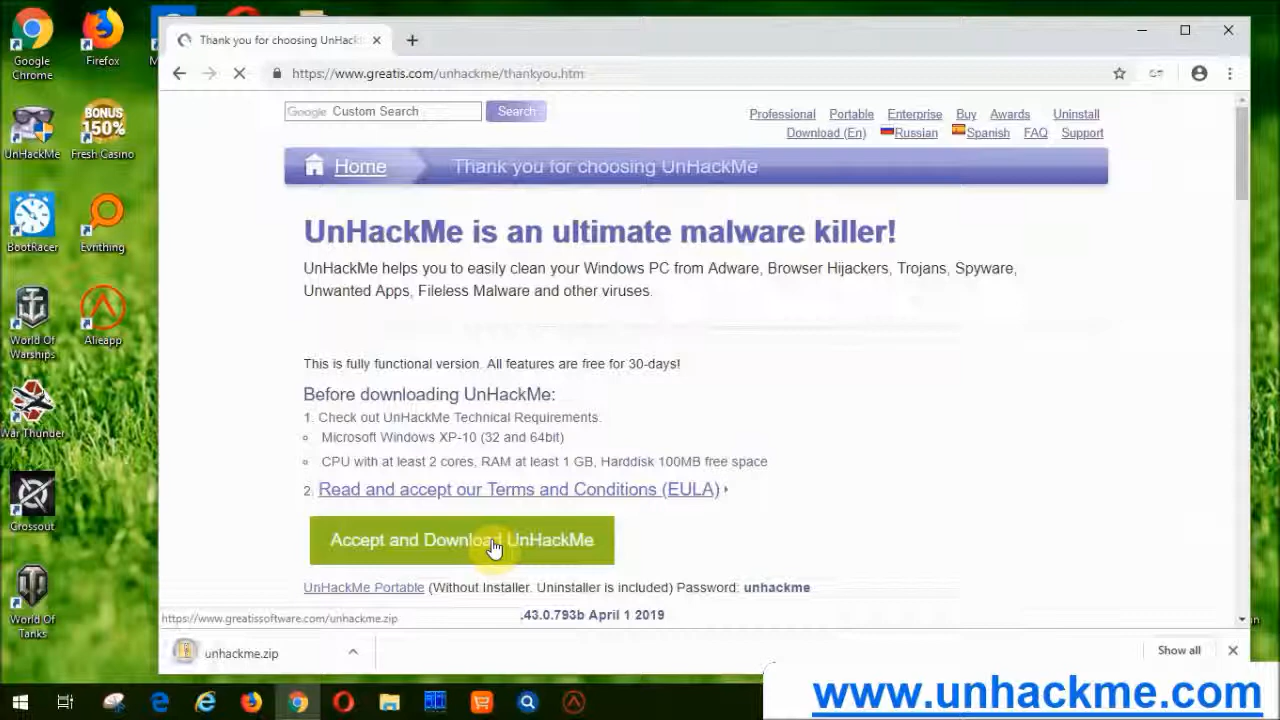 Thank you for choosing UnHack
https://www.greatis.com/unhackme/thankyou.htm
Google Custom Search
Search
Professional Portable Enterprise Buy Awards Uninstall
Download (En) Russian Spanish FAQ Support
Home Thank you for choosing UnHackMe
UnHackMe is an ultimate malware killer!
UnHackMe helps you to easily clean your Windows PC from Adware, Browser Hijackers, Trojans, Spyware,
Unwanted Apps, Fileless Malware and other viruses.
This is fully functional version. All features are free for 30-days!
Before downloading UnHackMe:
1. Check out UnHackMe Technical Requirements.
Microsoft Windows XP-10 (32 and 64bit)
CPU with at least 2 cores, RAM at least 1 GB, Harddisk 100MB free space
2. Read and accept our Terms and Conditions (EULA)
Accept and Download UnHackMe
UnHackMe Portable (Without Installer. Uninstaller is included) Password: unhackme
.43.0.793b April 1 2019
https://www.greatissoftware.com/unhackme.zip
unhackme.zip
Show all
Google
Chrome
Firefox
UnHackMe
BONUS
150%
Fresh Casino
BootRacer
Evrithing
World Of
Warships
Alieapp
War Thunder
Crossout
World Of
Tanks
www.unhackme.com